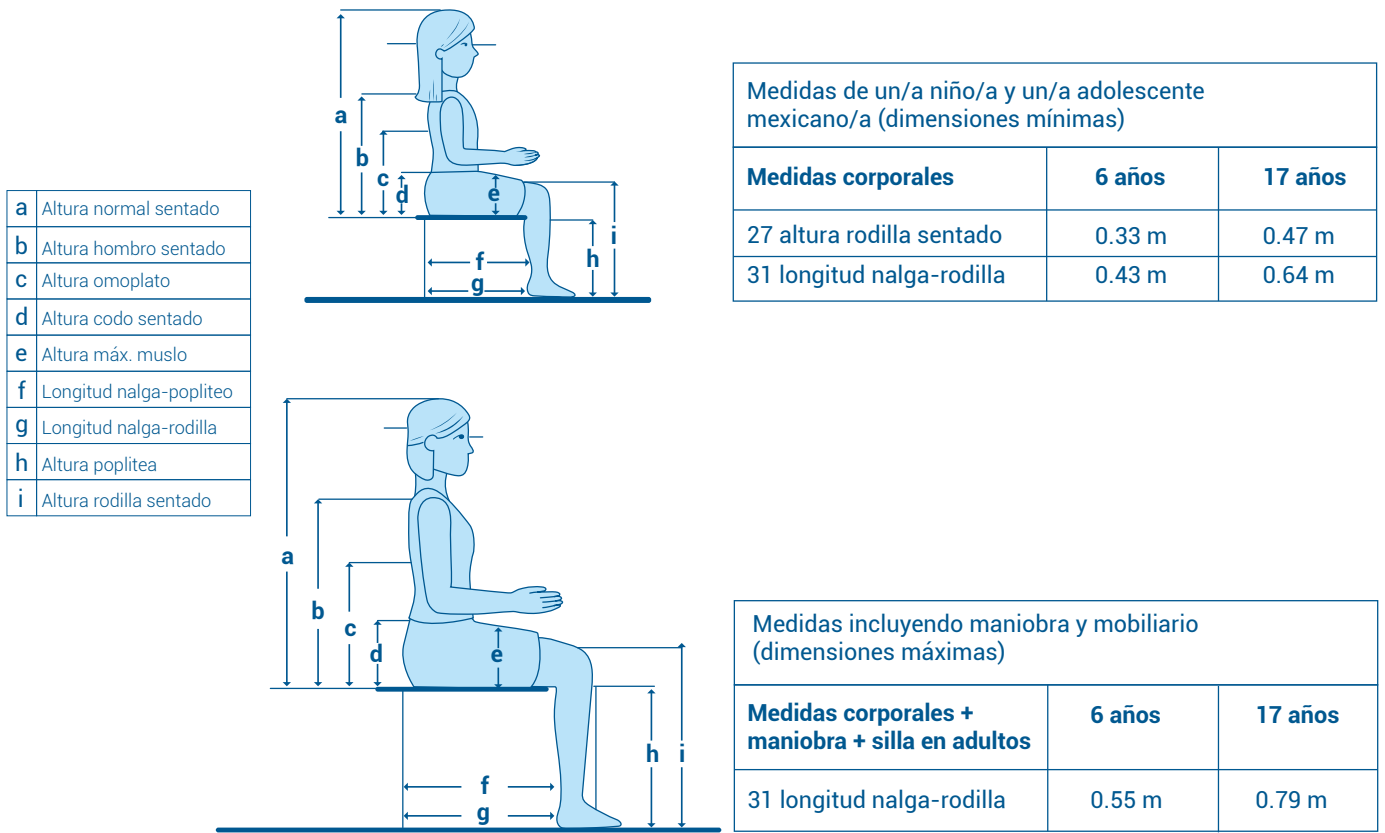 a
b
c
d
e
f
g
h
i
Medidas de un/a niño/a y un/a adolescente
mexicano/a (dimensiones mínimas)
Medidas corporales 6 años 17 años
27 altura rodilla sentado 0.33 m 0.47 m
31 longitud nalga-rodilla 0.43 m 0.64 m
a Altura normal sentado
b Altura hombro sentado
c Altura omoplato
d Altura codo sentado
e Altura máx. muslo
f Longitud nalga-popliteo
g Longitud nalga-rodilla
h Altura poplitea
i Altura rodilla sentado
a
b
c
d
e
f
g
h
i
Medidas incluyendo maniobra y mobiliario
(dimensiones máximas)
Medidas corporales +
maniobra + silla en adultos 6 años 17 años
31 longitud nalga-rodilla 0.55 m 0.79 m